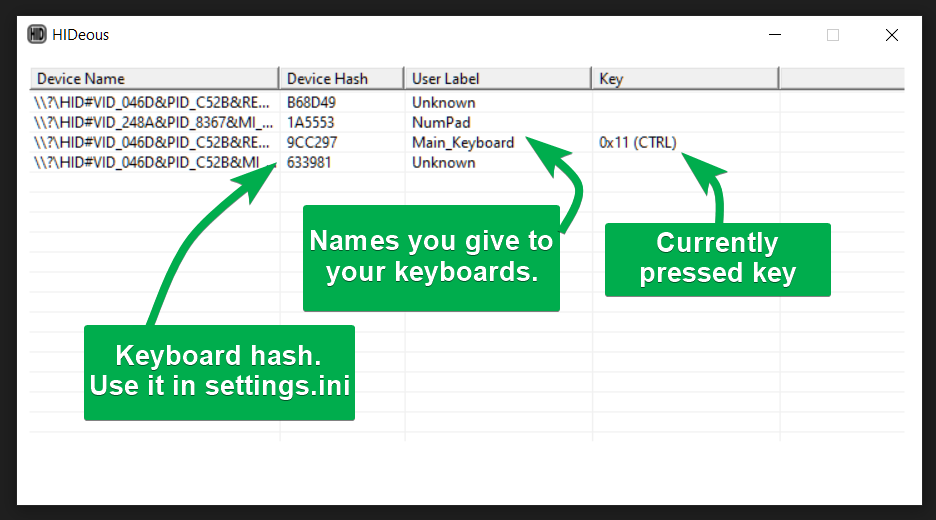 HID HIDeous
Device Name Device Hash User Label Key
\\?\HID#VID_046D&PID_C52B&RE... B68D49 Unknown
\\?\HID#VID_248A&PID_8367&MI_... 1A5553 NumPad
\\?\HID#VID_046D&PID_C52B&RE... 9CC297 Main_Keyboard 0x11 (CTRL)
\\?\HID#VID_046D&PID_C52B&MI_... 633981 Unknown
Names you give to
your keyboards.
Currently
pressed key
Keyboard hash.
Use it in settings.ini